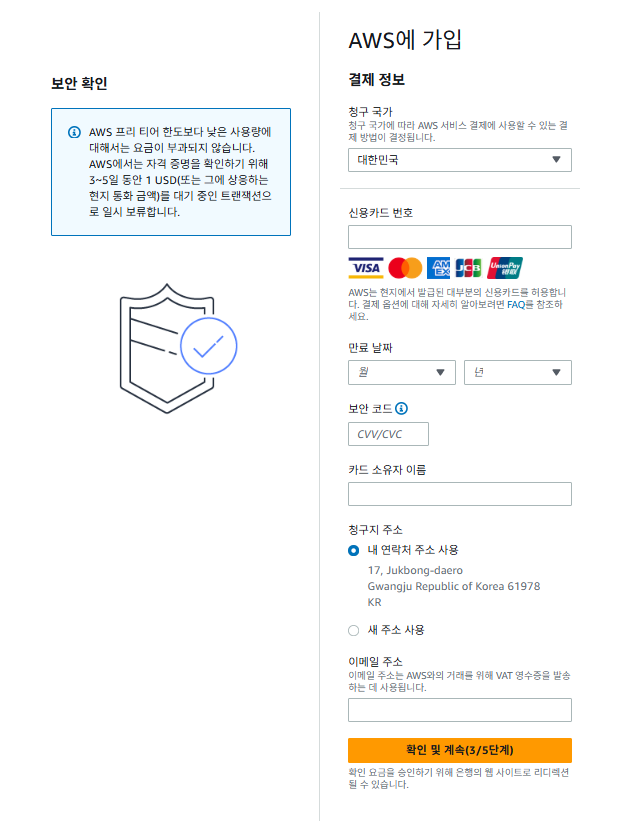 보안 확인
AWS 프리 티어 한도보다 낮은 사용량에
대해서는 요금이 부과되지 않습니다.
AWS에서는 자격 증명을 확인하기 위해
3~5일 동안 1 USD(또는 그에 상응하는
현지 통화 금액)를 대기 중인 트랜잭션으
로 일시 보류합니다.
AWS에 가입
결제 정보
청구 국가
청구 국가에 따라 AWS 서비스 결제에 사용할 수 있는 결
제 방법이 결정됩니다.
대한민국
신용카드 번호
VISA
AM
EX
JCB
UnionPay
银联
AWS는 현지에서 발급된 대부분의 신용카드를 허용합니
다. 결제 옵션에 대해 자세히 알아보려면 FAQ를 참조하
세요.
만료 날짜
월 년
보안 코드
CVV/CVC
카드 소유자 이름
청구지 주소
내 연락처 주소 사용
17, Jukbong-daero
Gwangju Republic of Korea 61978
KR
새 주소 사용
이메일 주소
이메일 주소는 AWS와의 거래를 위해 VAT 영수증을 발송
하는 데 사용됩니다.
확인 및 계속(3/5단계)
확인 요금을 승인하기 위해 은행의 웹 사이트로 리디렉션
될 수 있습니다.